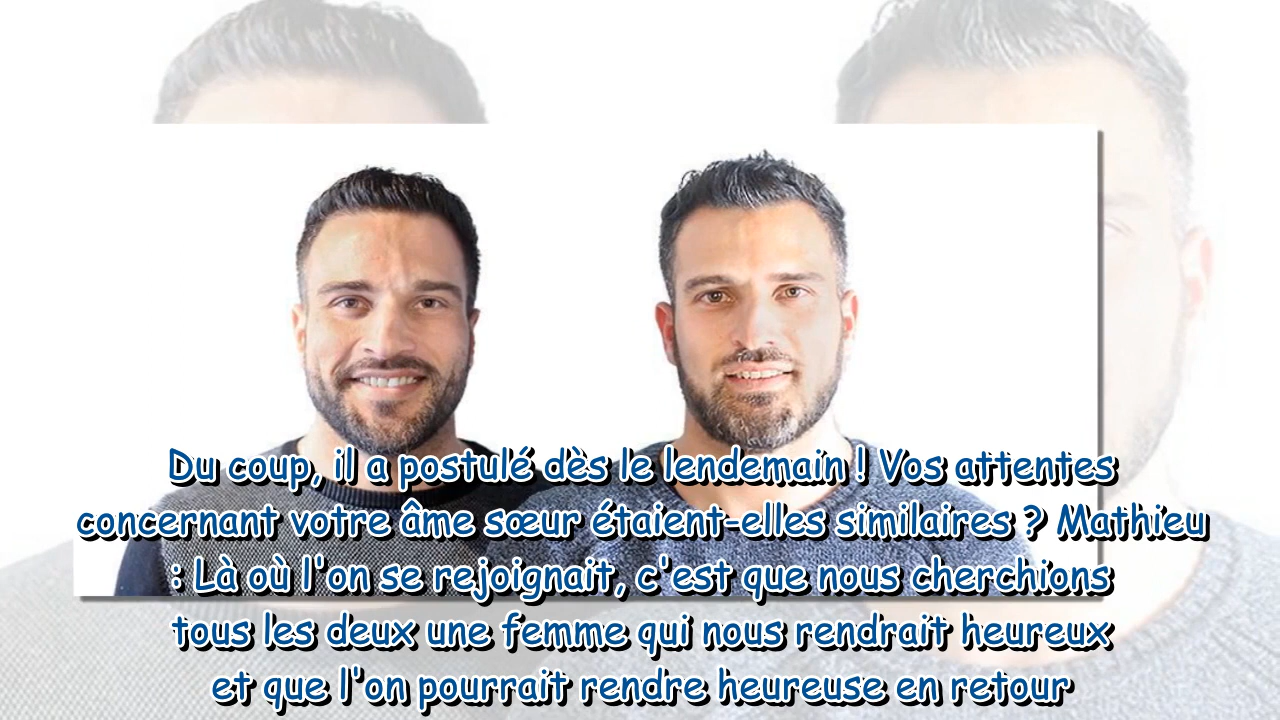 Du coup, il a postulé dès le lendemain ! Vos attentes
concernant votre âme sœur étaient-elles similaires ? Mathieu
: Là où l'on se rejoignait, c'est que nous cherchions
tous les deux une femme qui nous rendrait heureux
et que l'on pourrait rendre heureuse en retour